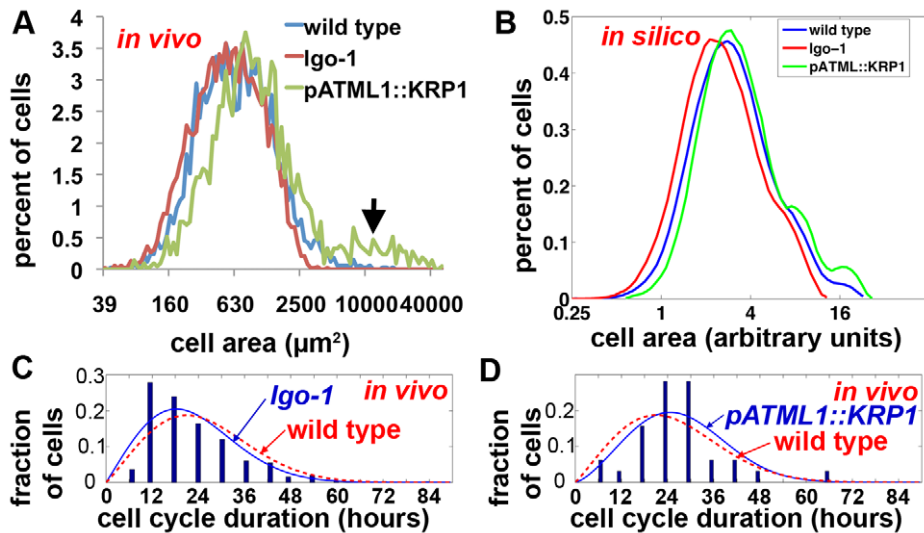 A
in vivo
wild type
lgo-1
pATML1::KRP1
percent of cells
4
3.5
3
2.5
2
1.5
1
0.5
0
39 160 630 2500 10000 40000
cell area (µm²)
B
in silico
wild type
lgo–1
pATML::KRP1
percent of cells
0.5
0.4
0.3
0.2
0.1
0
0.25 1 4 16
cell area (arbitrary units)
C
in vivo
lgo-1
wild type
fraction
of cells
0.3
0.2
0.1
0
0 12 24 36 48 60 72 84
cell cycle duration (hours)
D
in vivo
pATML1::KRP1
wild type
fraction
of cells
0.2
0.1
0
0 12 24 36 48 60 72 84
cell cycle duration (hours)